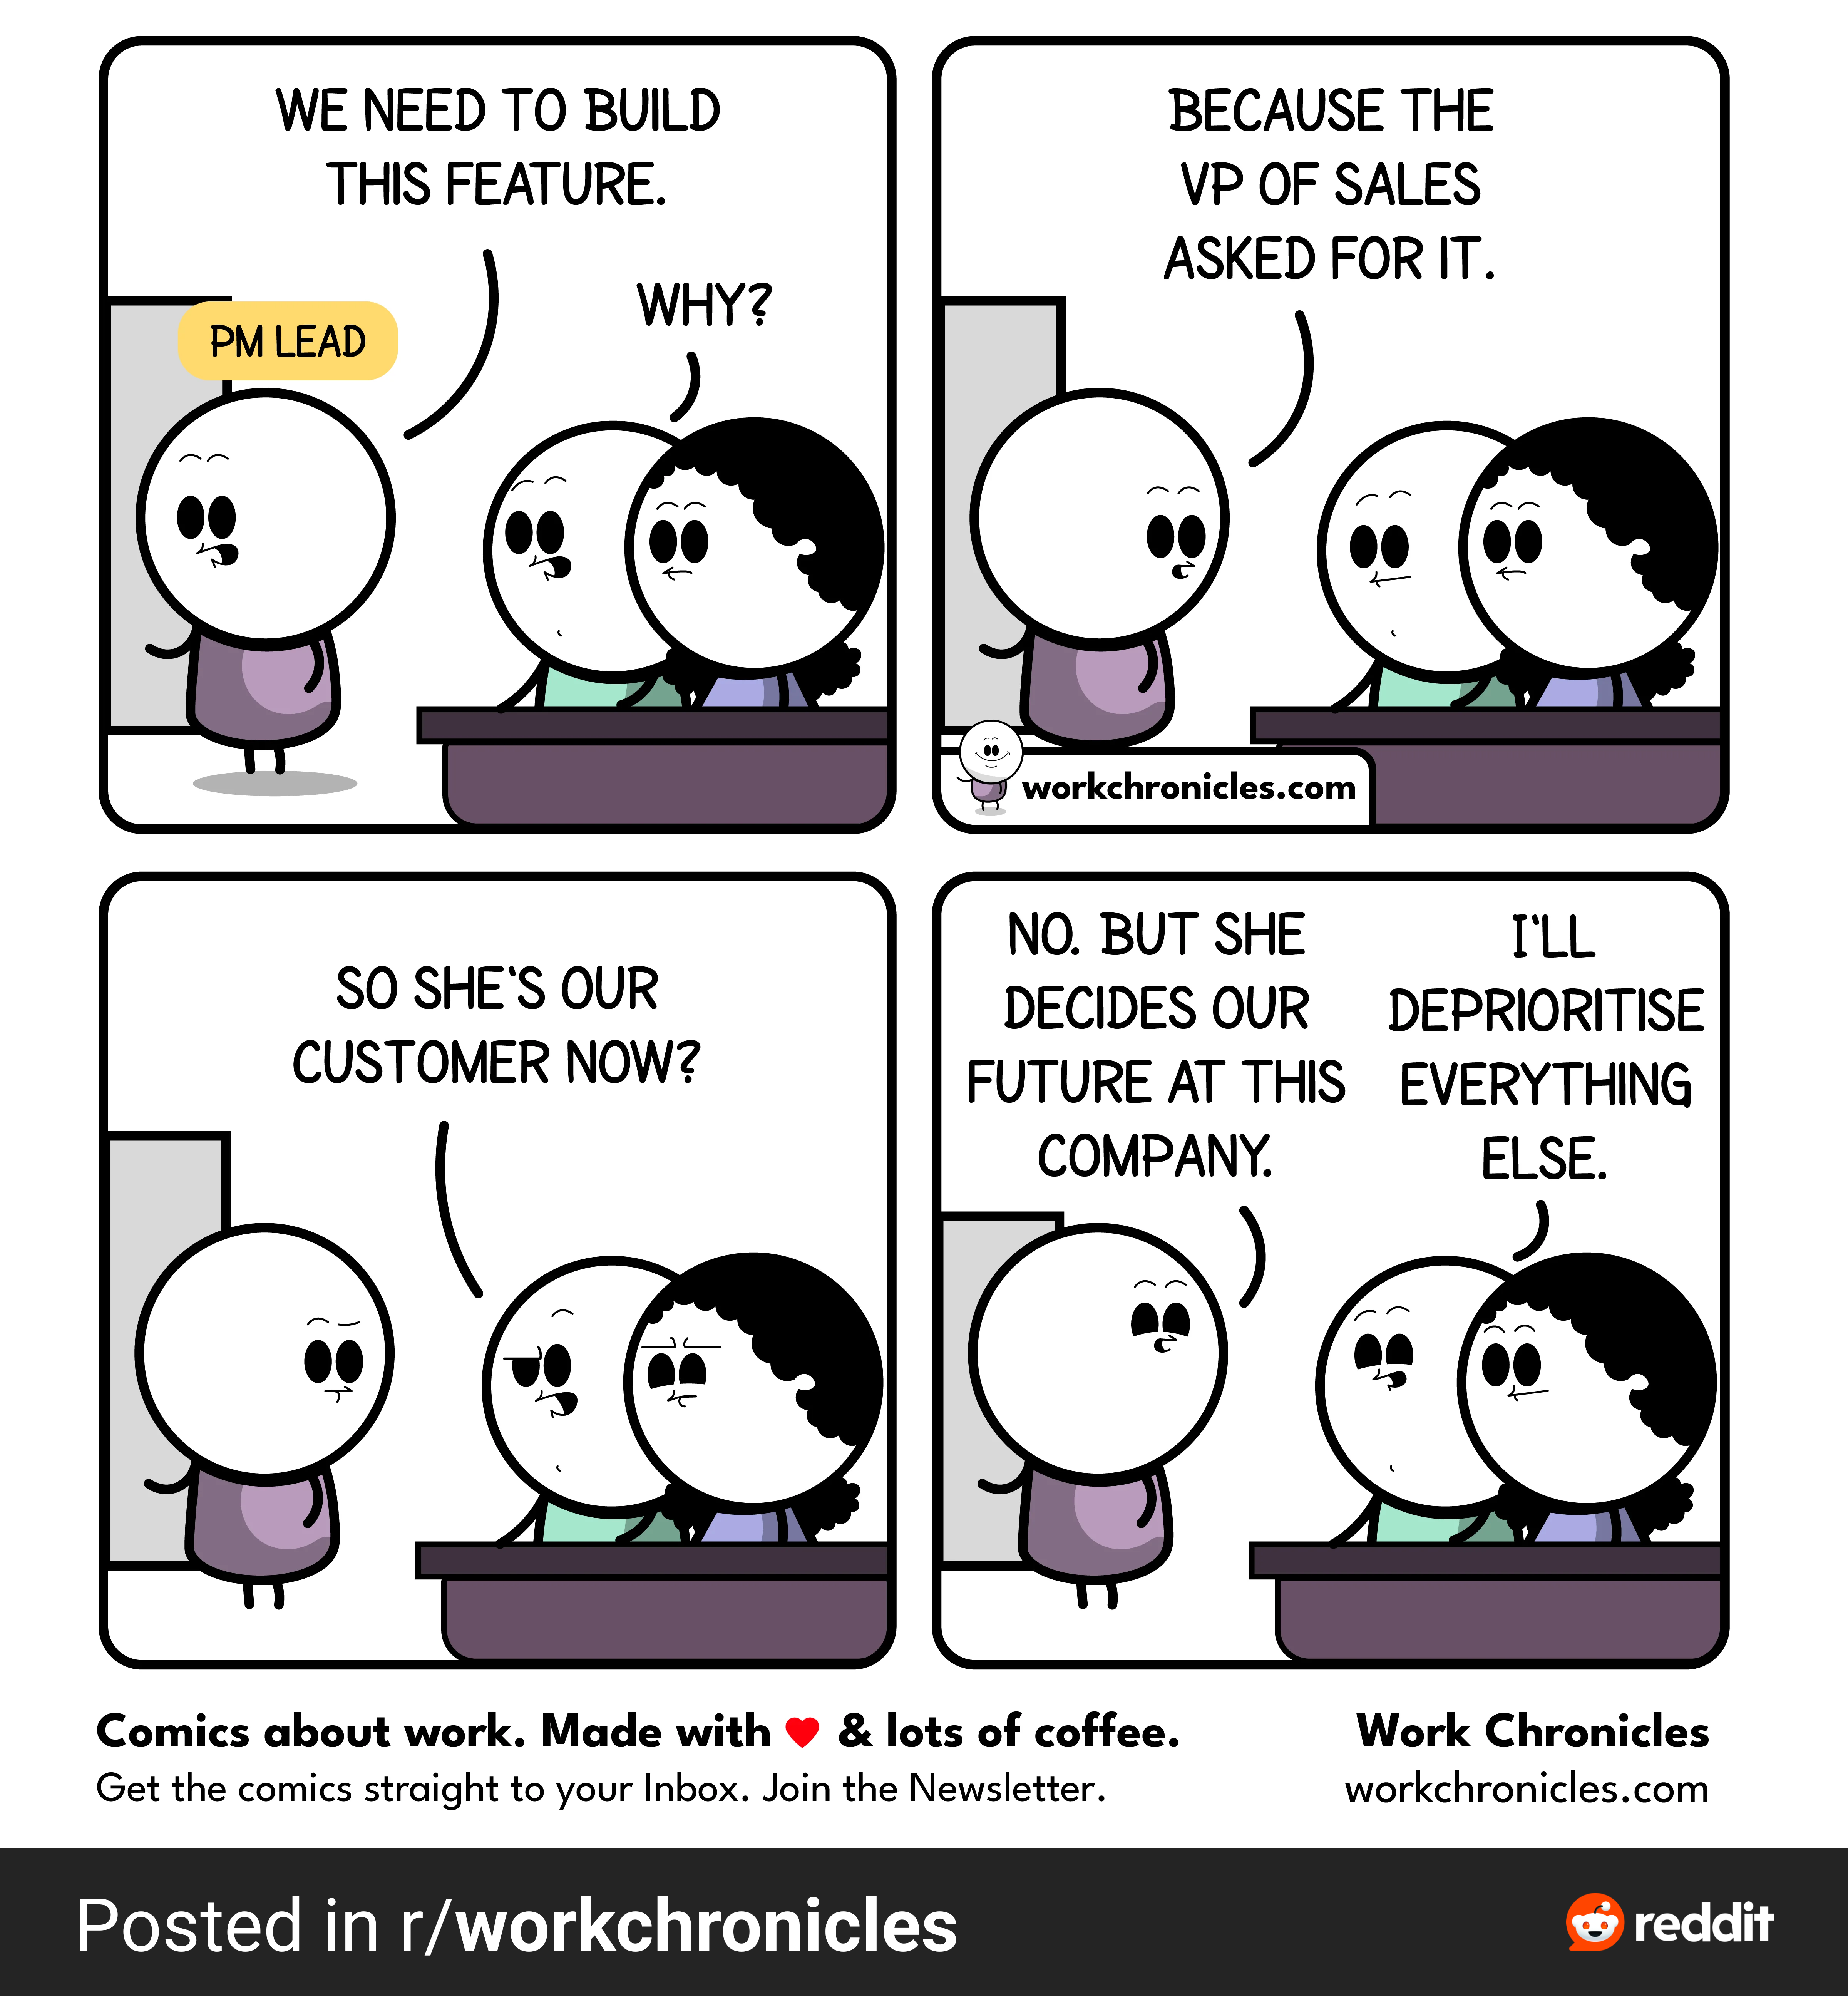 WE NEED TO BUILD
THIS FEATURE.
WHY?
PM LEAD
BECAUSE THE
VP OF SALES
ASKED FOR IT.
workchronicles.com
SO SHE'S OUR
CUSTOMER NOW?
NO. BUT SHE
DECIDES OUR
FUTURE AT THIS
COMPANY.
I'LL
DEPRIORITISE
EVERYTHING
ELSE.
Comics about work. Made with ❤ & lots of coffee.
Get the comics straight to your Inbox. Join the Newsletter.
Work Chronicles
workchronicles.com
Posted in r/workchronicles
reddit